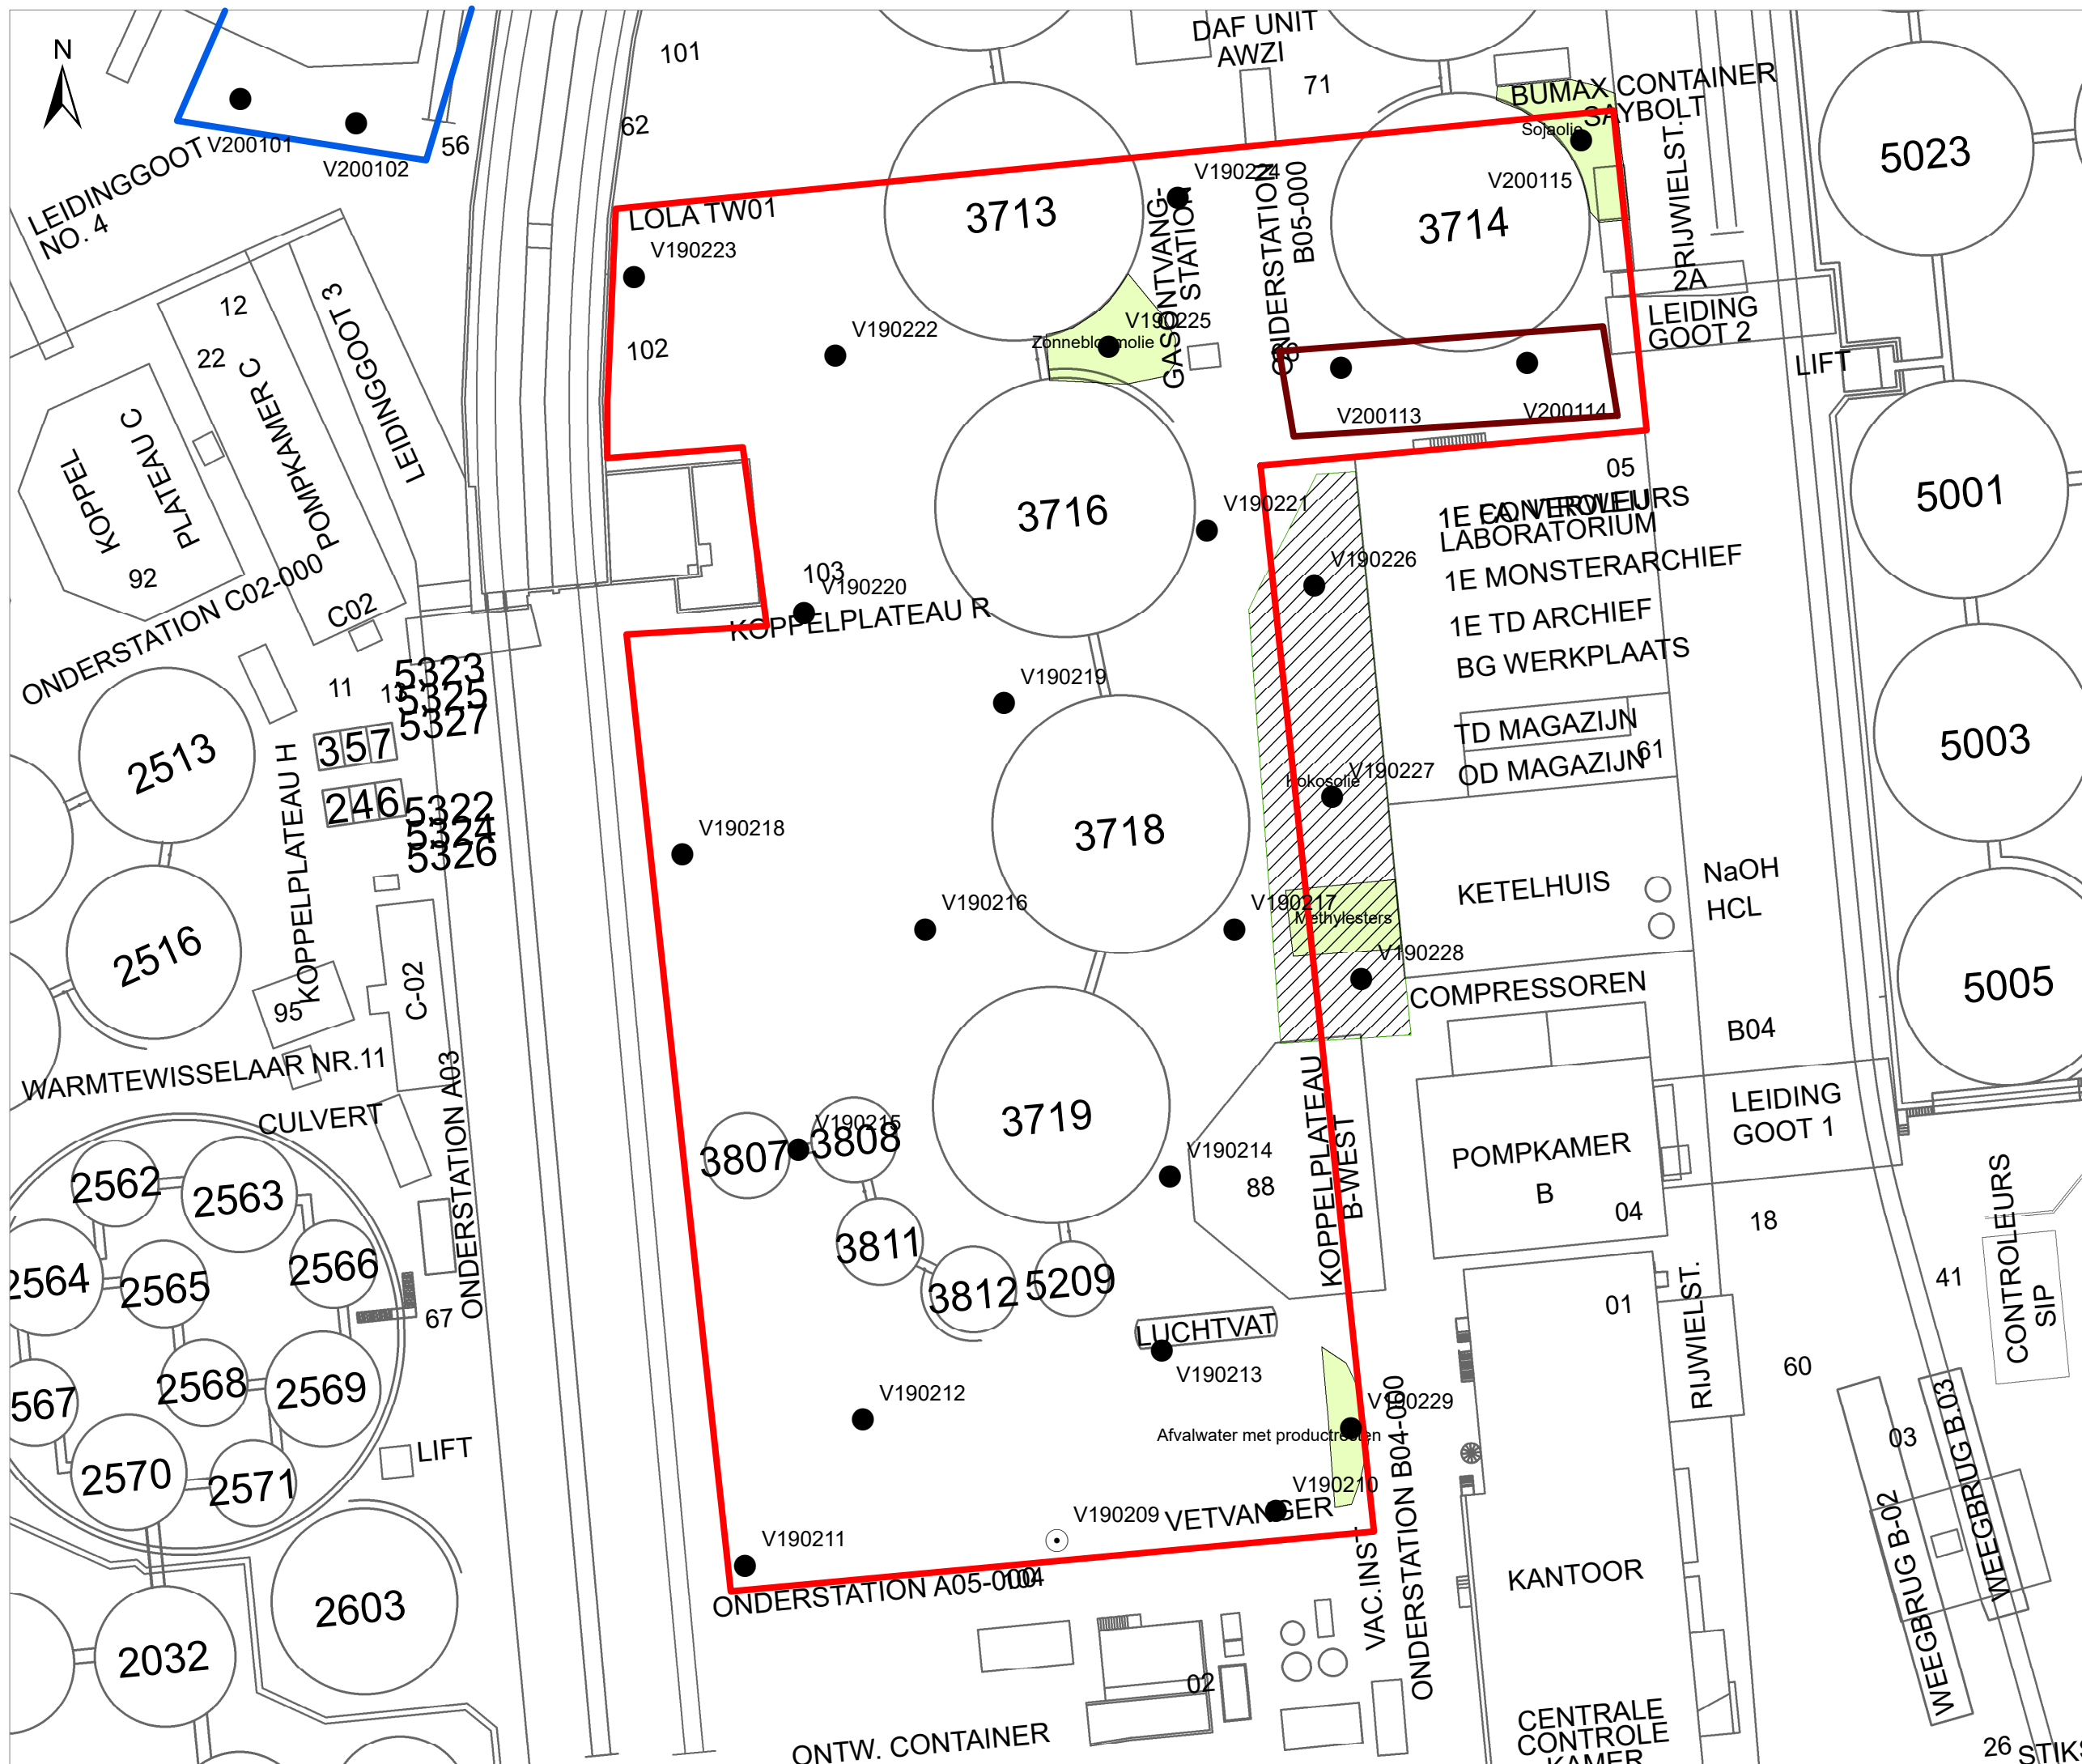 N
101
DAF UNIT
AWZI
71
BUMAX CONTAINER
SAYBOLT
Sojaolie
V200101
V200102
56
62
LEIDINGGOOT
NO. 4
LOLA TW01
V190223
3713
V190224
GASONTVANG-
STATION
ONDERSTATION
B05-000
3714
V200115
RIJWIELST.
5023
2A
LEIDING
GOOT 2
LIFT
12
22
LEIDINGGOOT 3
POMPKAMER C
KOPPEL
PLATEAU C
92
102
V190222
V190225
Zonnebloemolie
V200113
V200114
05
3716
V190221
5001
1E CONTROLEURS
LABORATORIUM
1E MONSTERARCHIEF
1E TD ARCHIEF
BG WERKPLAATS
V190226
103
V190220
KOPPELPLATEAU R
ONDERSTATION C02-000
C02
11
13
5323
5325
5327
V190219
TD MAGAZIJN
61
OD MAGAZIJN
5003
2513
357
246
5322
5324
5326
KOPPELPLATEAU H
V190218
3718
V190227
Kokosolie
KETELHUIS
NaOH
HCL
V190216
V190217
Methylesters
V190228
2516
95
C-02
COMPRESSOREN
5005
B04
WARMTEWISSELAAR NR.11
CULVERT
ONDERSTATION A03
KOPPELPLATEAU
B-WEST
LEIDING
GOOT 1
3719
V190215
3807
3808
V190214
88
POMPKAMER
B
04
18
2562
2563
2564
2565
2566
3811
3812
5209
41
CONTROLEURS
SIP
67
LUCHTVAT
V190213
01
RIJWIELST.
60
567
2568
2569
V190212
V190229
Afvalwater met productresten
ONDERSTATION B04-000
03
WEEGBRUG B.03
WEEGBRUG B-02
2570
2571
LIFT
V190210
VETVANGER
V190209
V190211
VAC.INST.
ONDERSTATION A05-000
104
KANTOOR
2603
2032
02
ONTW. CONTAINER
CENTRALE
CONTROLE
KAMER
26